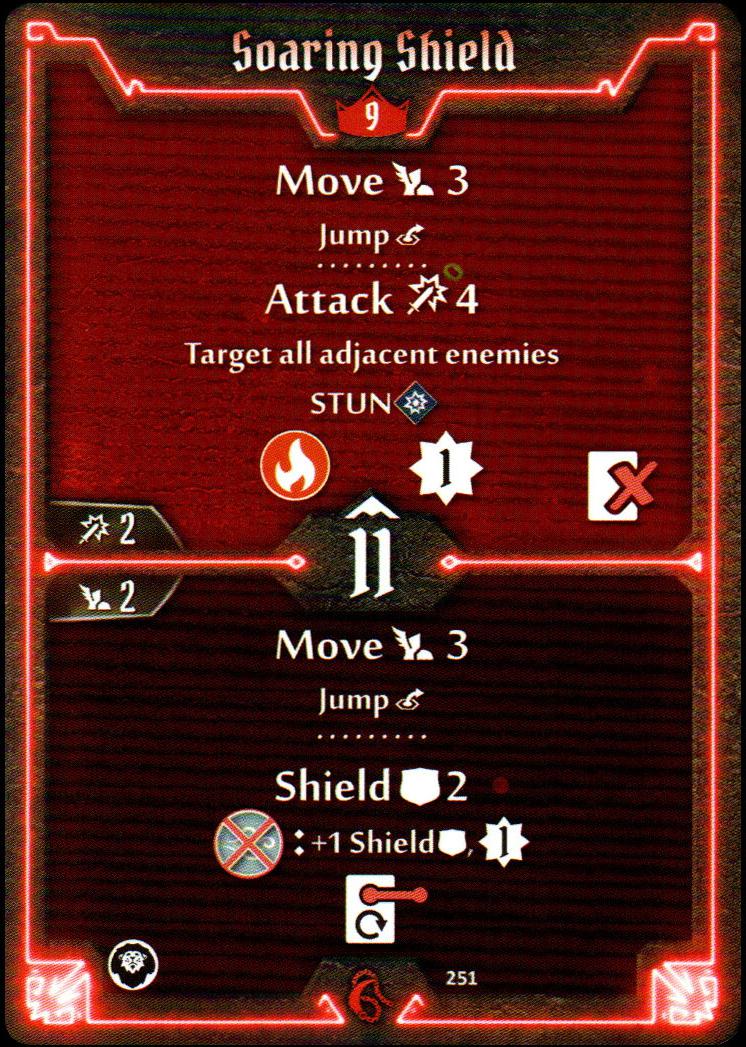 Soaring Shield
9
Move 3
Jump
Attack 4
Target all adjacent enemies
STUN
1
2
11
2
Move 3
Jump
Shield 2
: +1 Shield, 1
251